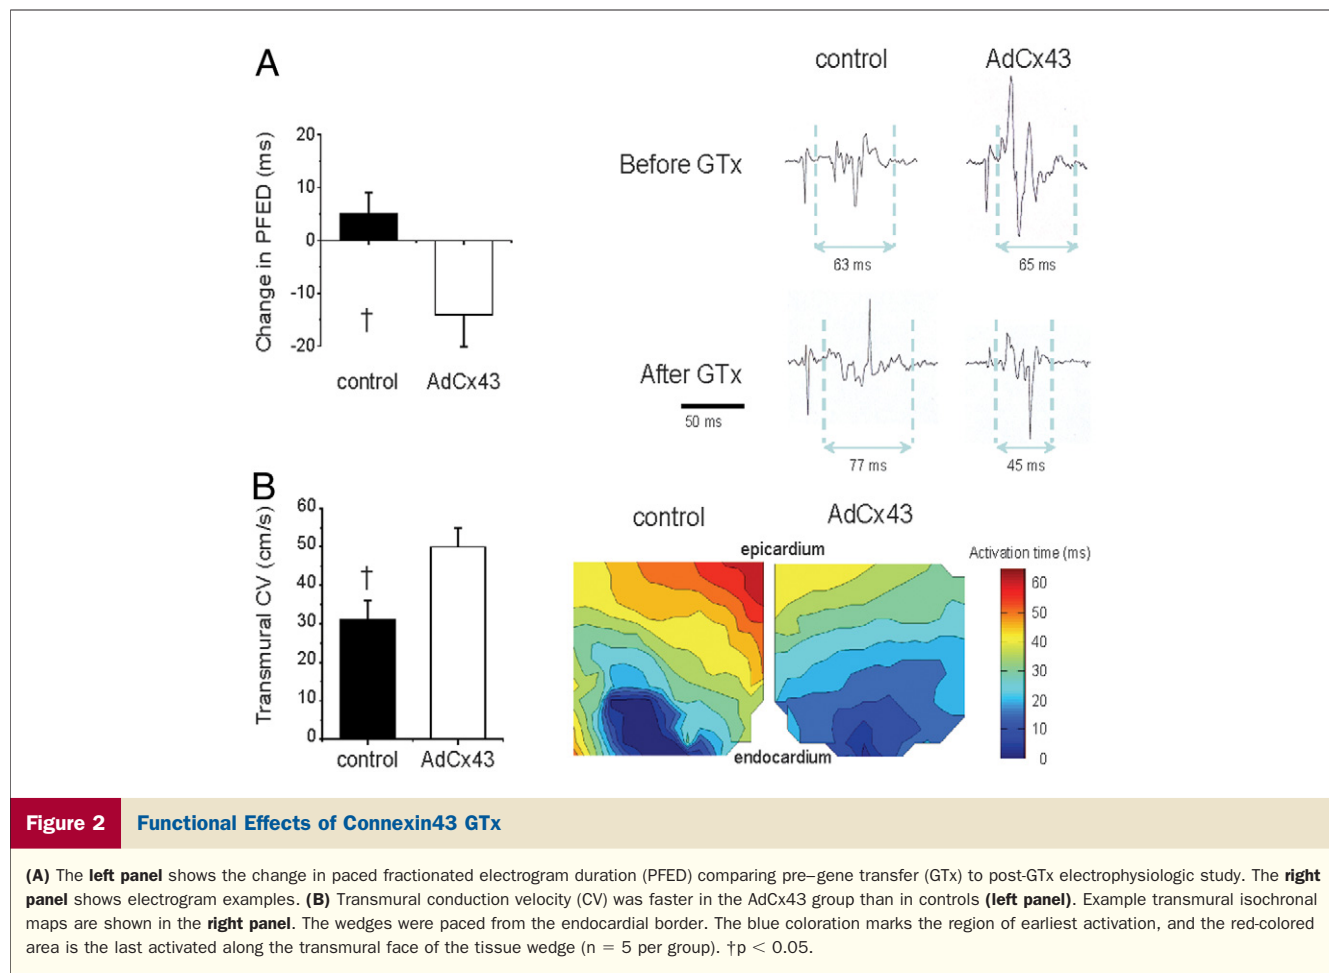 A
control AdCx43
Change in PFED (ms)
20
10
0
-10
-20
†
control AdCx43
Before GTx
63 ms 65 ms
After GTx
50 ms
77 ms 45 ms
B
Transmural CV (cm/s)
60
50
40
30
20
10
0
†
control AdCx43
control AdCx43
epicardium
endocardium
Activation time (ms)
60
50
40
30
20
10
0
Figure 2 Functional Effects of Connexin43 GTx
(A) The left panel shows the change in paced fractionated electrogram duration (PFED) comparing pre–gene transfer (GTx) to post-GTx electrophysiologic study. The right
panel shows electrogram examples. (B) Transmural conduction velocity (CV) was faster in the AdCx43 group than in controls (left panel). Example transmural isochronal
maps are shown in the right panel. The wedges were paced from the endocardial border. The blue coloration marks the region of earliest activation, and the red-colored
area is the last activated along the transmural face of the tissue wedge (n = 5 per group). †p < 0.05.